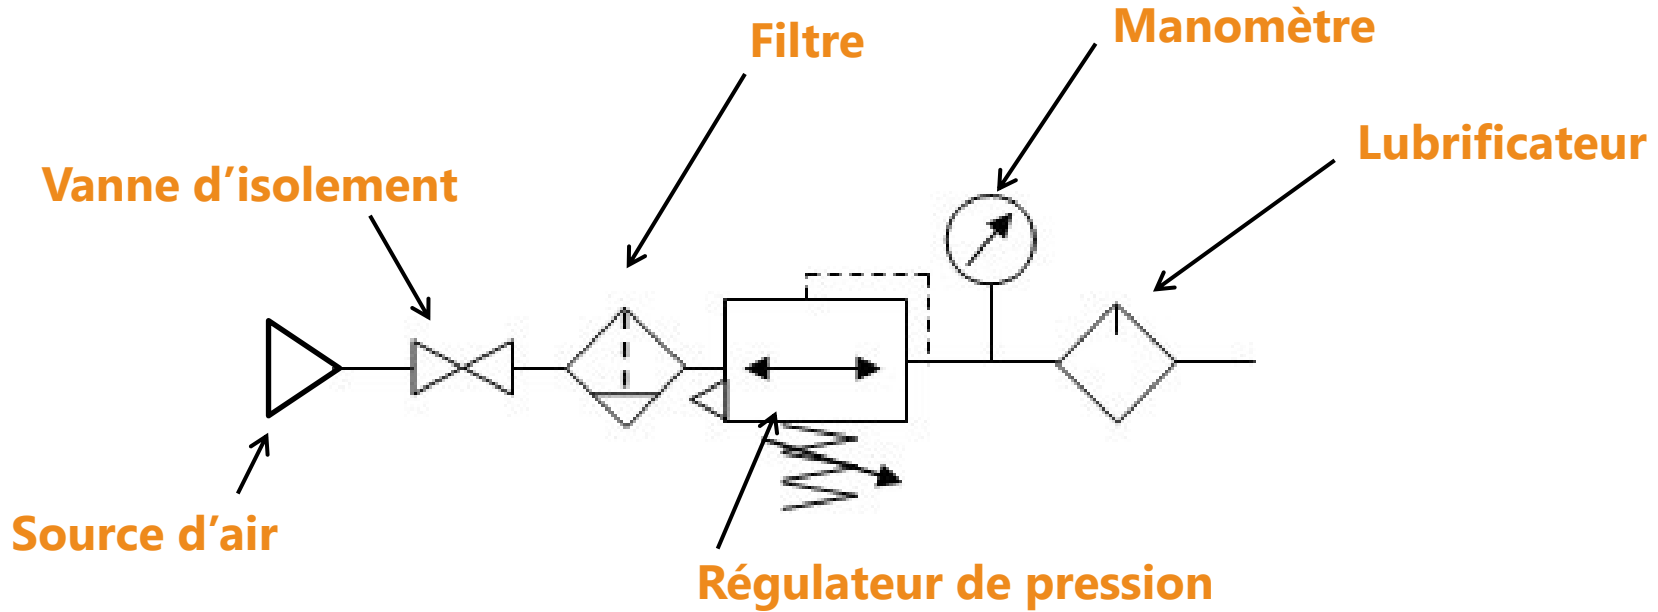 Manomètre
Filtre
Lubrificateur
Vanne d’isolement
Source d’air
Régulateur de pression